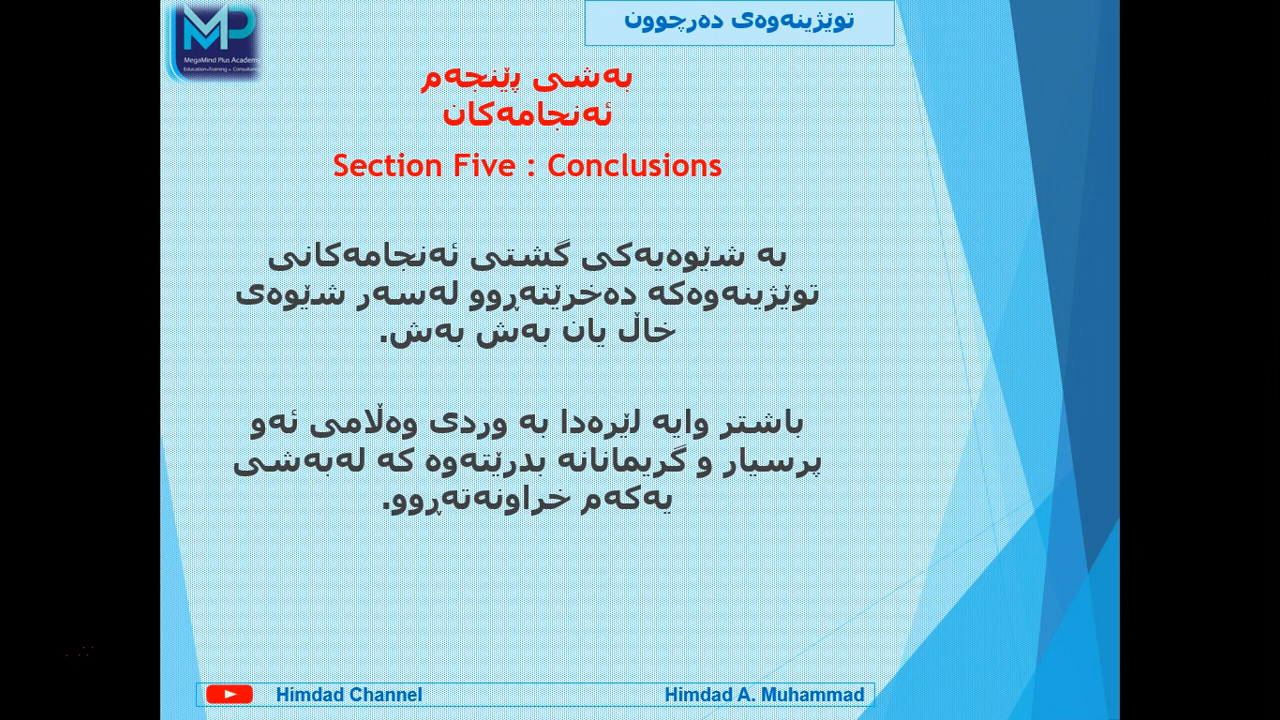 توێژینەوەی دەرچوون
MegaMind Plus Academy
Education•Training •
بەشی پێنجەم
ئەنجامەکان
Section Five : Conclusions
بە شێوەیەکی گشتی ئەنجامەکانی
توێژینەوەکە دەخرێتەڕوو لەسەر شێوەی
خاڵ یان بەش بەش.
باشتر وایە لێرەدا بە وردی وەڵامی ئەو
پرسیار و گریمانانە بدرێتەوە کە لەبەشی
یەکەم خراونەتەڕوو.
Himdad Channel
Himdad A. Muhammad